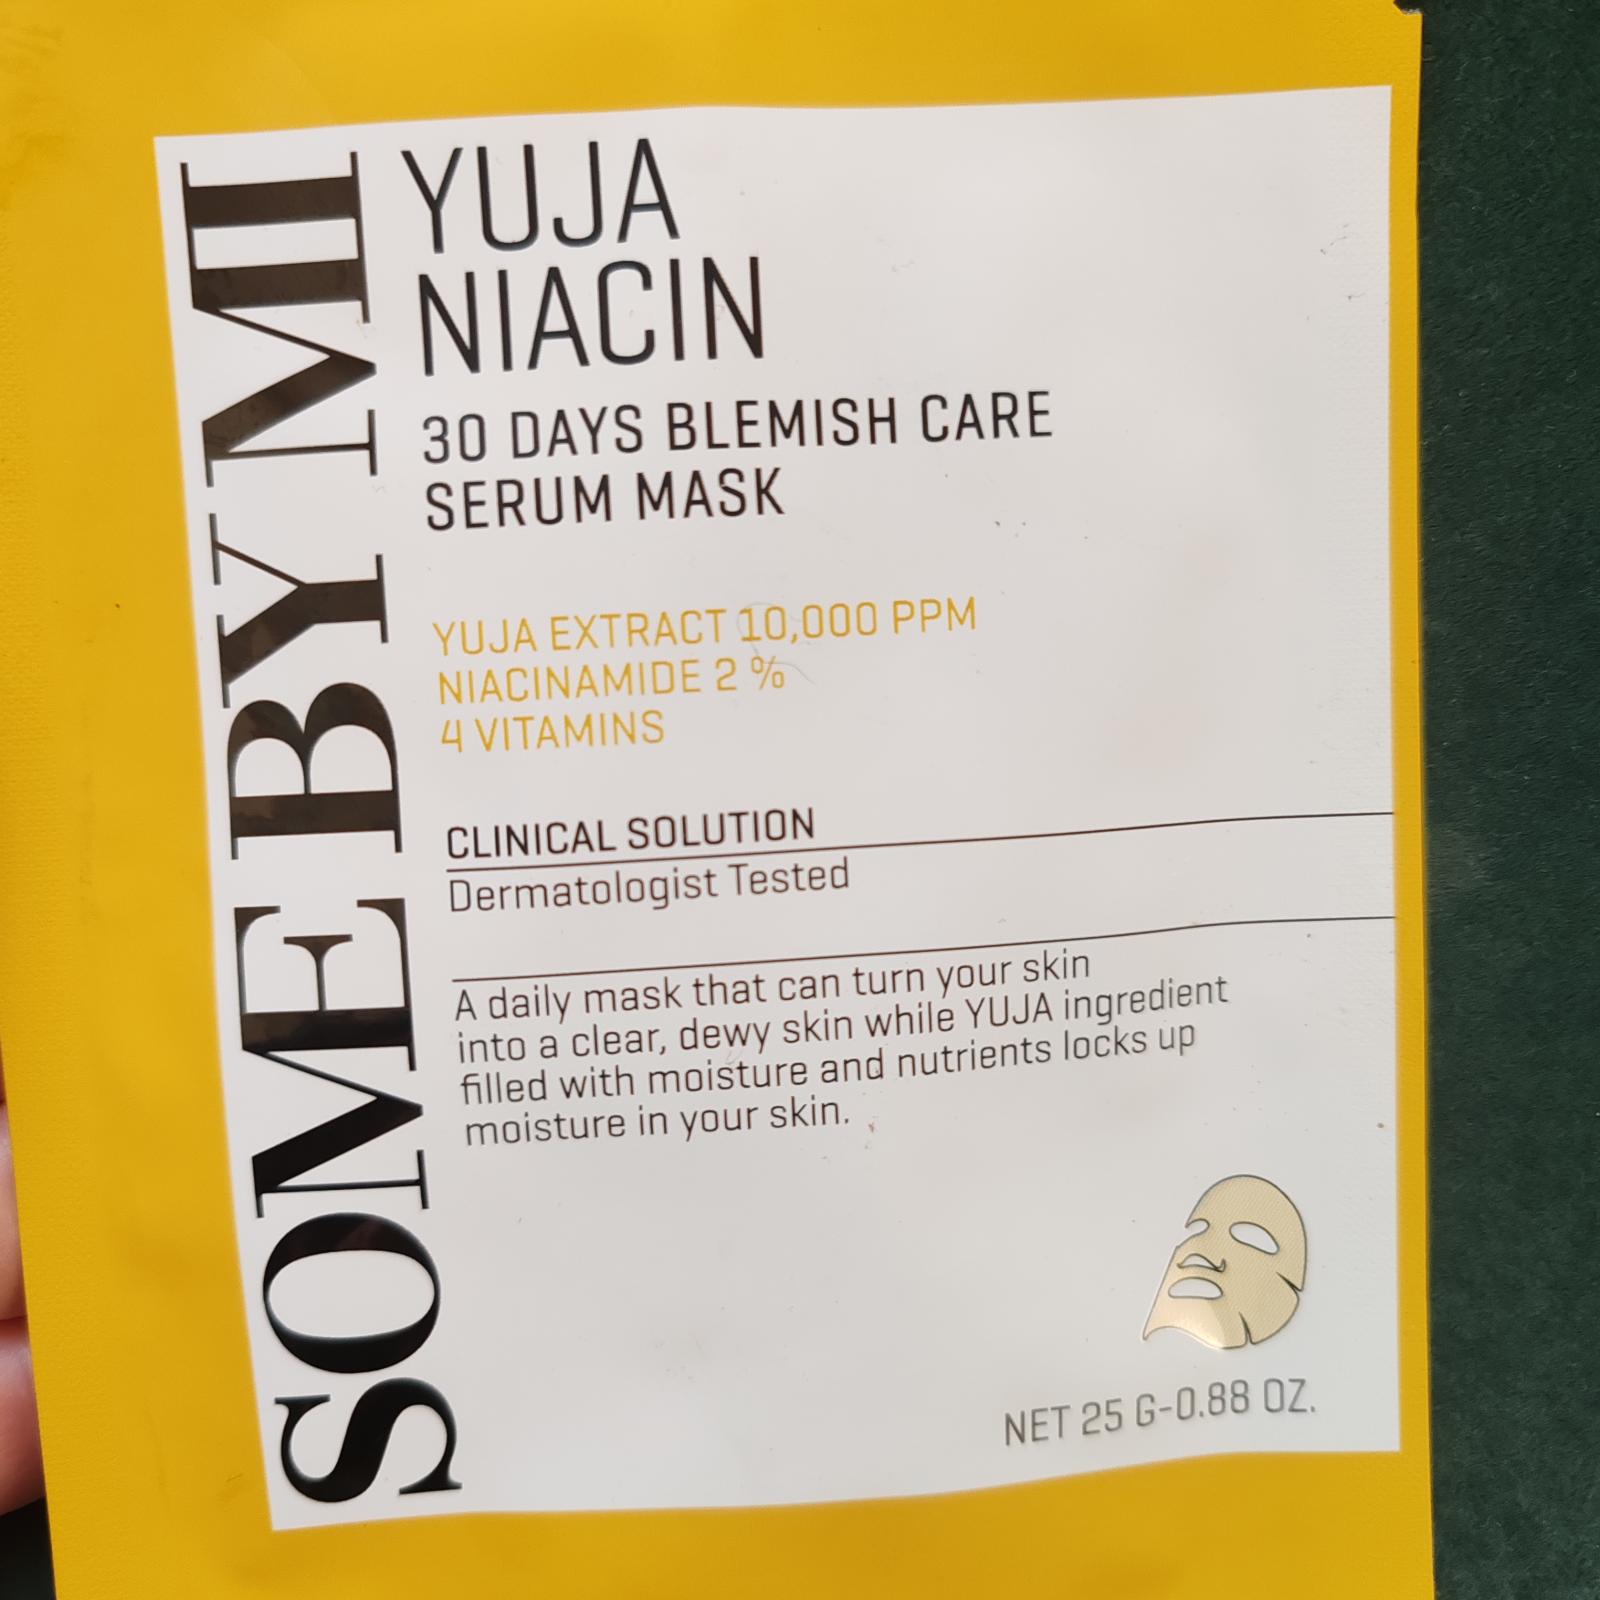 SOME BY MI
YUJA
NIACIN
30 DAYS BLEMISH CARE
SERUM MASK
YUJA EXTRACT 10,000 PPM
NIACINAMIDE 2 %
4 VITAMINS
CLINICAL SOLUTION
Dermatologist Tested
A daily mask that can turn your skin
into a clear, dewy skin while YUJA ingredient
filled with moisture and nutrients locks up
moisture in your skin.
NET 25 G-0.88 OZ.